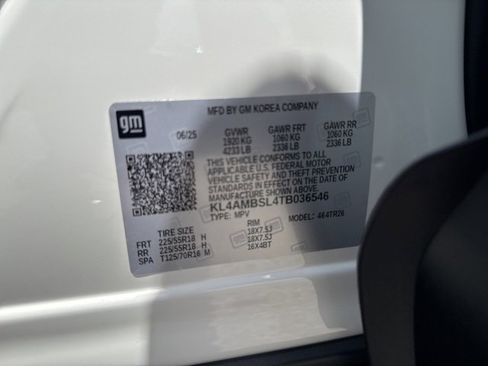 MFD BY GM KOREA COMPANY
gm
06/25 GVWR GAWR FRT GAWR RR
1920 KG 1060 KG 1060 KG
4233 LB 2336 LB 2336 LB
THIS VEHICLE CONFORMS TO ALL
APPLICABLE U.S. FEDERAL MOTOR
VEHICLE SAFETY AND THEFT PREVENTION
STANDARDS IN EFFECT ON THE DATE OF
MANUFACTURE SHOWN ABOVE.
KL4AMBSL4TB036546
TYPE: MPV MODEL: 4E4TR26
TIRE SIZE RIM
FRT 225/55R18 H 18X7.5J
RR 225/55R18 H 18X7.5J
SPA T125/70R16 M 16X4BT